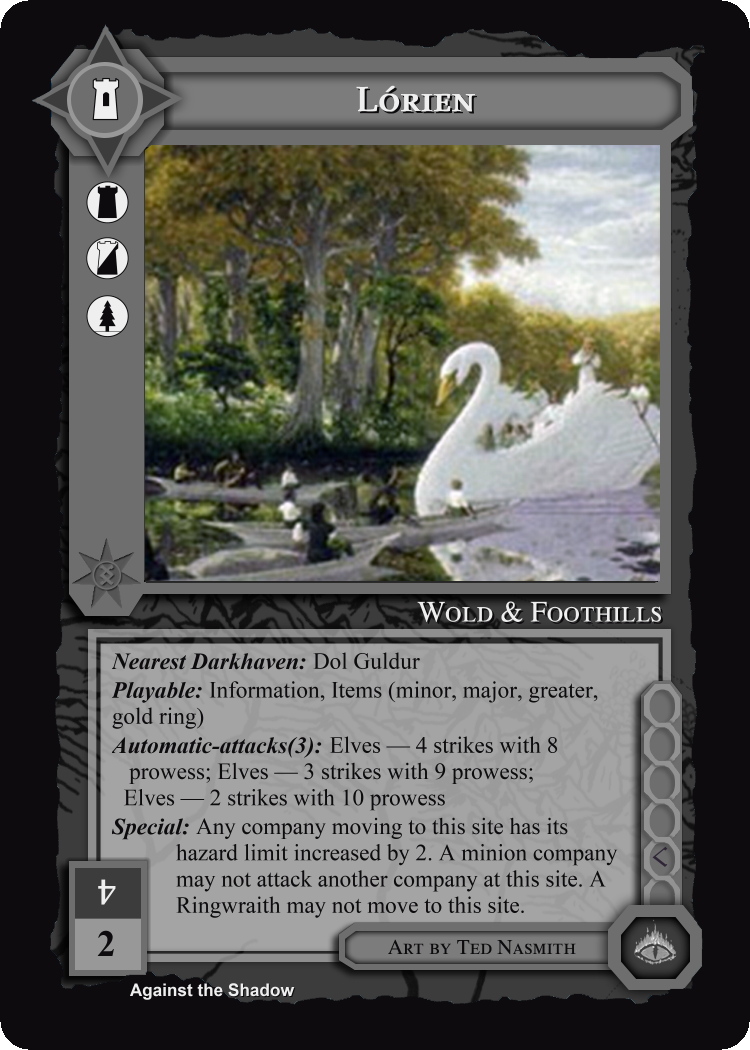 Lórien
Wold & Foothills
Nearest Darkhaven: Dol Guldur
Playable: Information, Items (minor, major, greater,
gold ring)
Automatic-attacks(3): Elves — 4 strikes with 8
prowess; Elves — 3 strikes with 9 prowess;
Elves — 2 strikes with 10 prowess
Special: Any company moving to this site has its
hazard limit increased by 2. A minion company
may not attack another company at this site. A
Ringwraith may not move to this site.
4
2
Art by Ted Nasmith
Against the Shadow